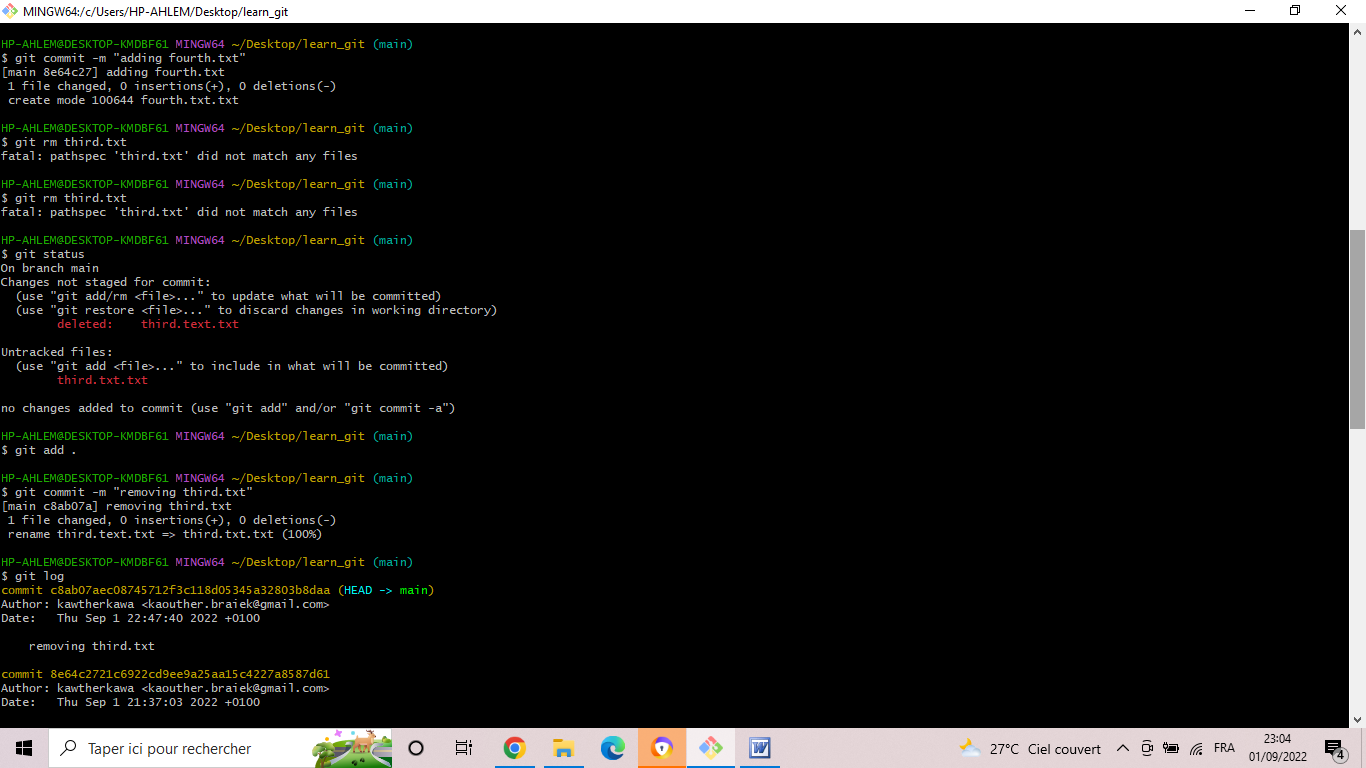 MINGW64:/c/Users/HP-AHLEM/Desktop/learn_git
HP-AHLEM@DESKTOP-KMDBF61 MINGW64 ~/Desktop/learn_git (main)
$ git commit -m "adding fourth.txt"
[main 8e64c27] adding fourth.txt
 1 file changed, 0 insertions(+), 0 deletions(-)
 create mode 100644 fourth.txt.txt
HP-AHLEM@DESKTOP-KMDBF61 MINGW64 ~/Desktop/learn_git (main)
$ git rm third.txt
fatal: pathspec 'third.txt' did not match any files
HP-AHLEM@DESKTOP-KMDBF61 MINGW64 ~/Desktop/learn_git (main)
$ git rm third.txt
fatal: pathspec 'third.txt' did not match any files
HP-AHLEM@DESKTOP-KMDBF61 MINGW64 ~/Desktop/learn_git (main)
$ git status
On branch main
Changes not staged for commit:
  (use "git add/rm <file>..." to update what will be committed)
  (use "git restore <file>..." to discard changes in working directory)
        deleted:    third.text.txt
Untracked files:
  (use "git add <file>..." to include in what will be committed)
        third.txt.txt
no changes added to commit (use "git add" and/or "git commit -a")
HP-AHLEM@DESKTOP-KMDBF61 MINGW64 ~/Desktop/learn_git (main)
$ git add .
HP-AHLEM@DESKTOP-KMDBF61 MINGW64 ~/Desktop/learn_git (main)
$ git commit -m "removing third.txt"
[main c8ab07a] removing third.txt
 1 file changed, 0 insertions(+), 0 deletions(-)
 rename third.text.txt => third.txt.txt (100%)
HP-AHLEM@DESKTOP-KMDBF61 MINGW64 ~/Desktop/learn_git (main)
$ git log
commit c8ab07aec08745712f3c118d05345a32803b8daa (HEAD -> main)
Author: kawtherkawa <kaouther.braiek@gmail.com>
Date:   Thu Sep 1 22:47:40 2022 +0100
    removing third.txt
commit 8e64c2721c6922cd9ee9a25aa15c4227a8587d61
Author: kawtherkawa <kaouther.braiek@gmail.com>
Date:   Thu Sep 1 21:37:03 2022 +0100
Taper ici pour rechercher
W
27°C Ciel couvert
FRA
23:04
01/09/2022
4